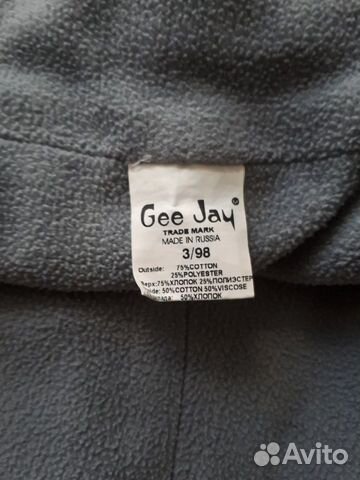 Gee Jay®
TRADE MARK
MADE IN RUSSIA
3/98
Outside: 75%COTTON
25%POLYESTER
Верх:75%ХЛОПОК 25%ПОЛИЭСТЕР
50%COTTON 50%VISCOSE
50%ХЛОПОК
Avito